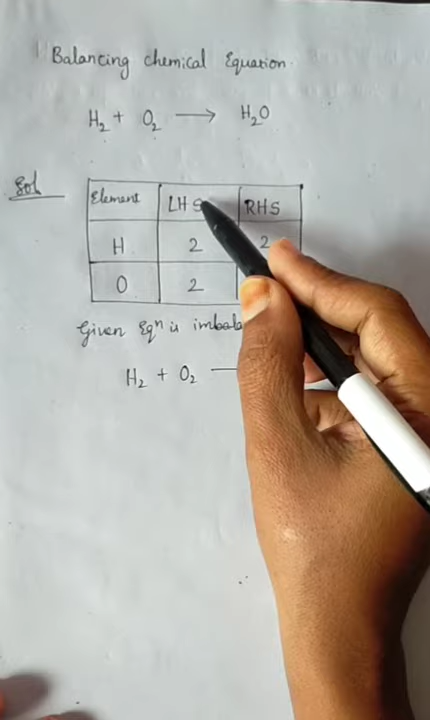 Balancing chemical Equation.
H₂ + O₂ ⟶ H₂O
Sol
Element LHS RHS
H 2 2
O 2
Given Eqⁿ is
H₂ + O₂ —